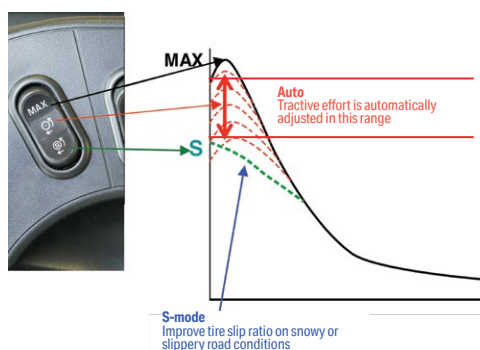 MAX
MAX
Auto
Tractive effort is automatically
adjusted in this range
S
S-mode
Improve tire slip ratio on snowy or
slippery road conditions